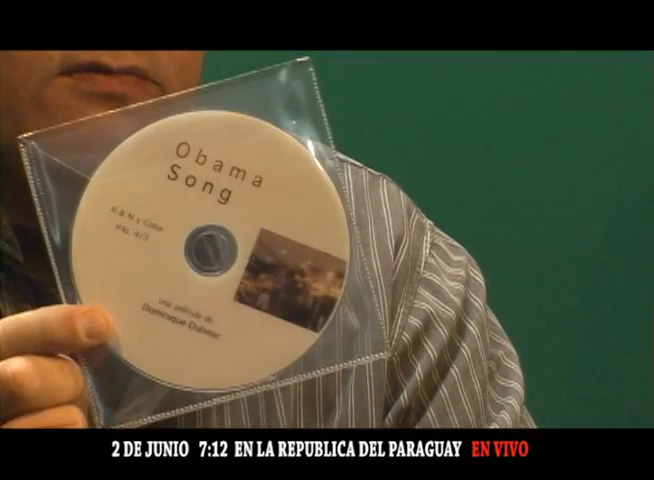 Obama
Song
B & N y Color
PAL 4/3
una película de
Dominique Dubosc
2 DE JUNIO 7:12 EN LA REPUBLICA DEL PARAGUAY EN VIVO